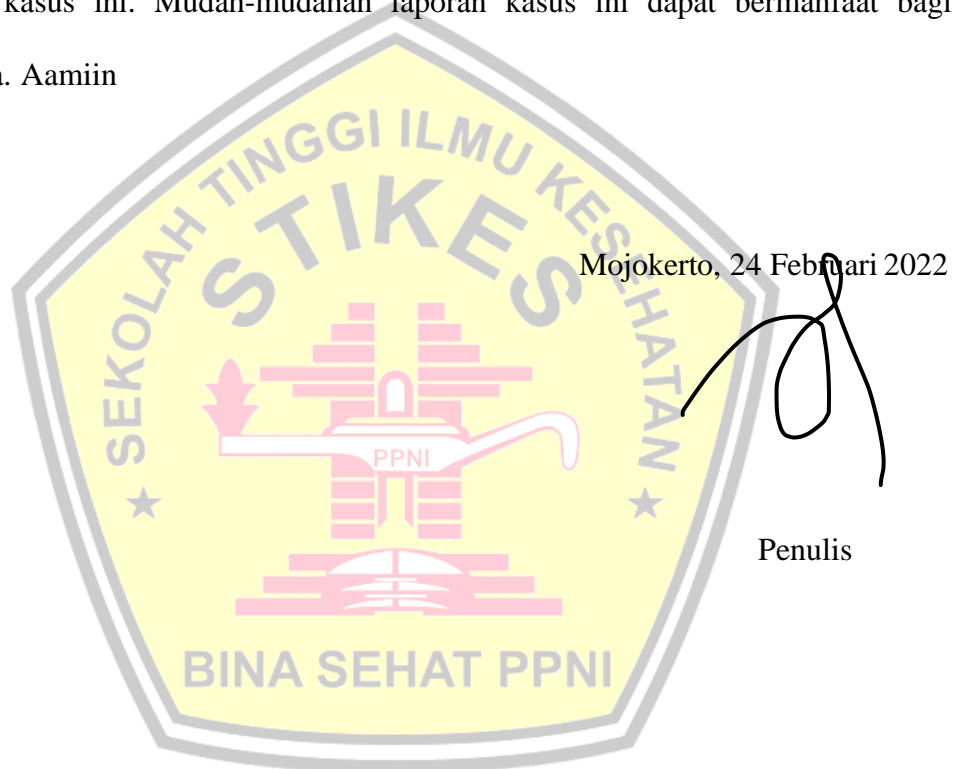 kasus ini. Mudah-mudahan laporan kasus ini dapat bermanfaat bagi
a. Aamiin
SEKOLAH TINGGI ILMU KESEHATAN
STIKES
Mojokerto, 24 Februari 2022
PPNI
Penulis
BINA SEHAT PPNI